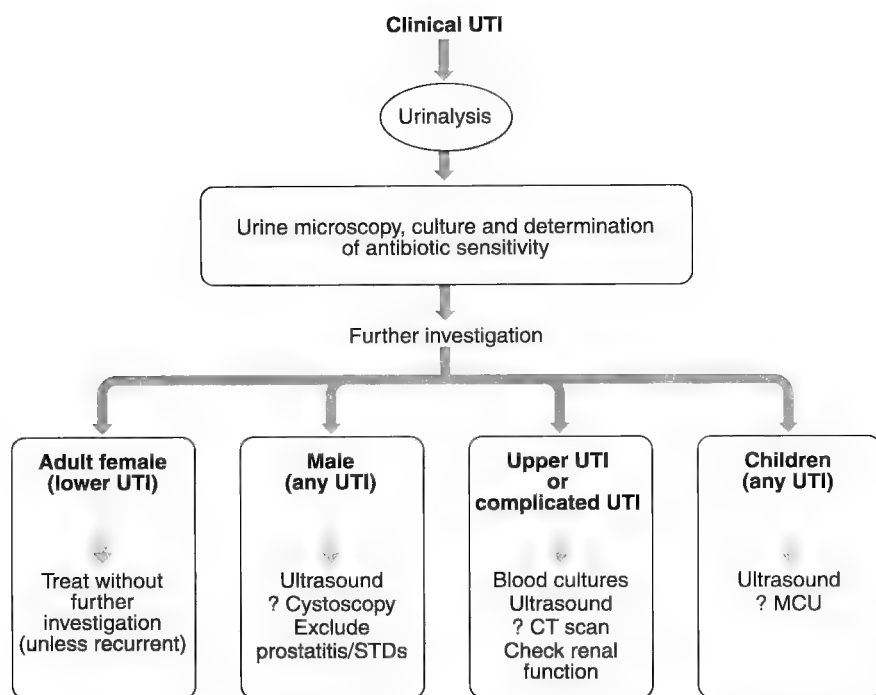 Clinical UTI
Urinalysis
Urine microscopy, culture and determination
of antibiotic sensitivity
Further investigation
Adult female
(lower UTI)
Treat without
further
investigation
(unless recurrent)
Male
(any UTI)
Ultrasound
? Cystoscopy
Exclude
prostatitis/STDs
Upper UTI
or
complicated UTI
Blood cultures
Ultrasound
? CT scan
Check renal
function
Children
(any UTI)
Ultrasound
? MCU